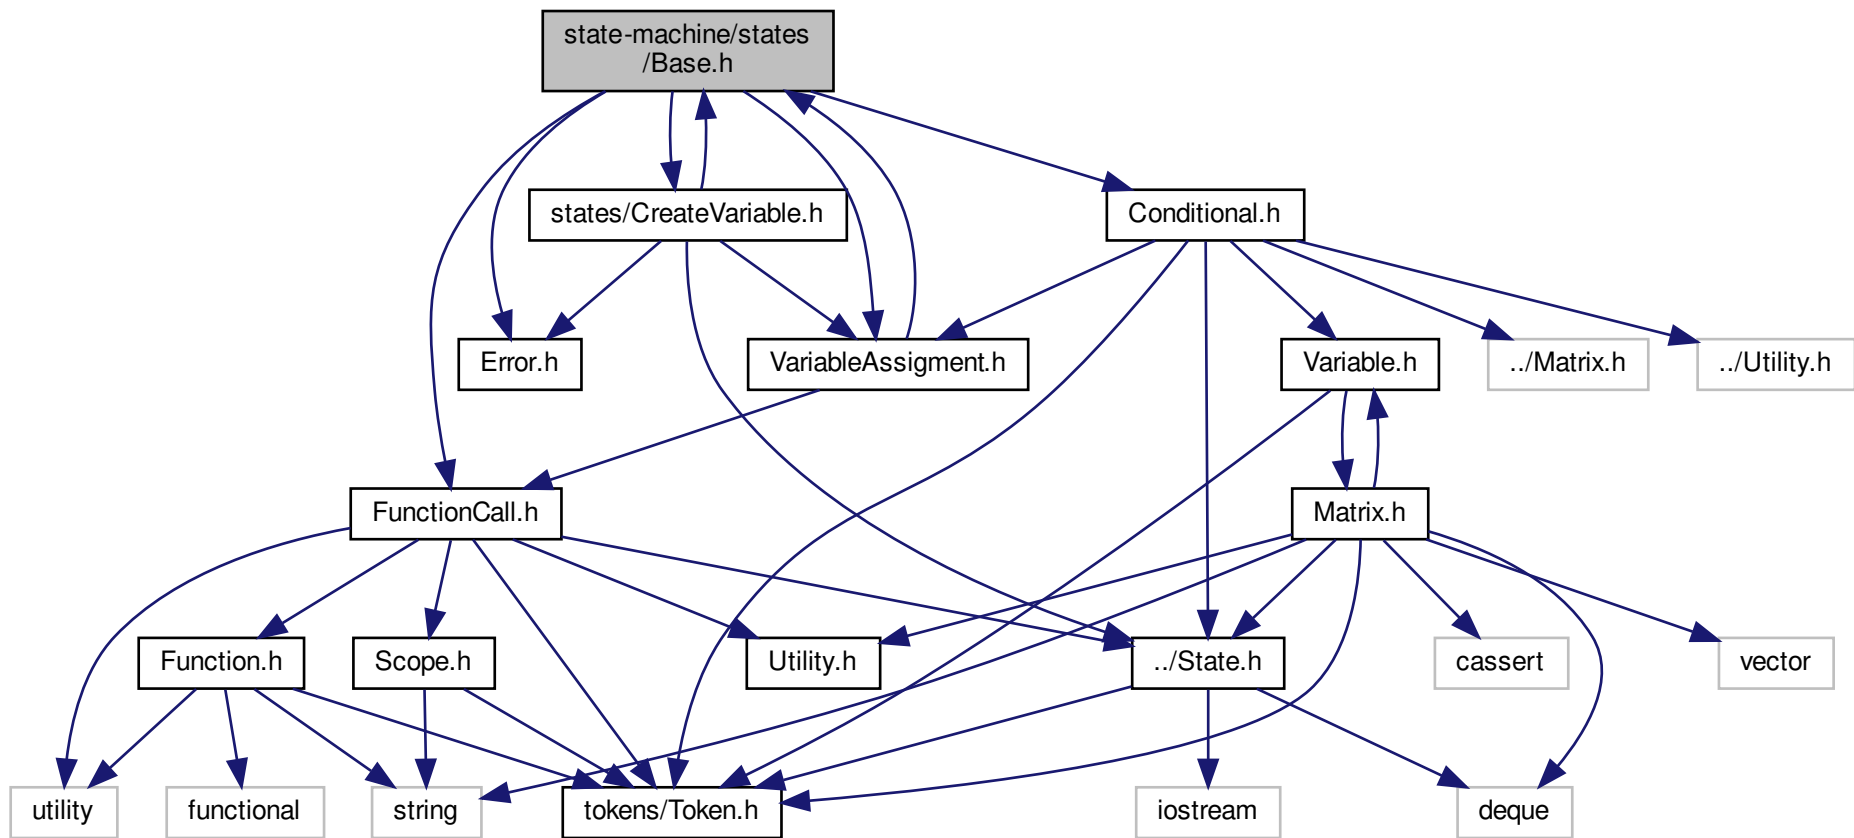 state-machine/states
/Base.h
states/CreateVariable.h
Conditional.h
Error.h
VariableAssigment.h
Variable.h
../Matrix.h
../Utility.h
FunctionCall.h
Matrix.h
Function.h
Scope.h
Utility.h
../State.h
cassert
vector
utility
functional
string
tokens/Token.h
iostream
deque